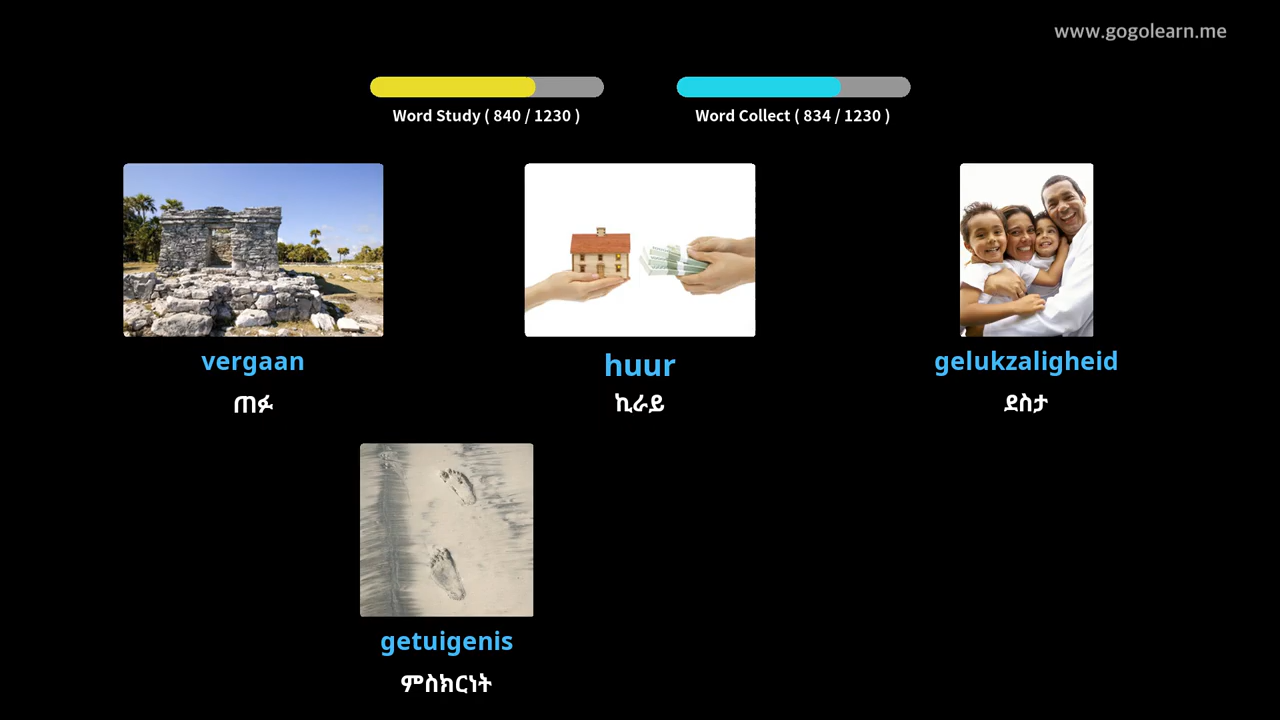 www.gogolearn.me
Word Study ( 840 / 1230 )
Word Collect ( 834 / 1230 )
vergaan
huur
gelukzaligheid
ጠፉ
ኪራይ
ደስታ
getuigenis
ምስክርነት